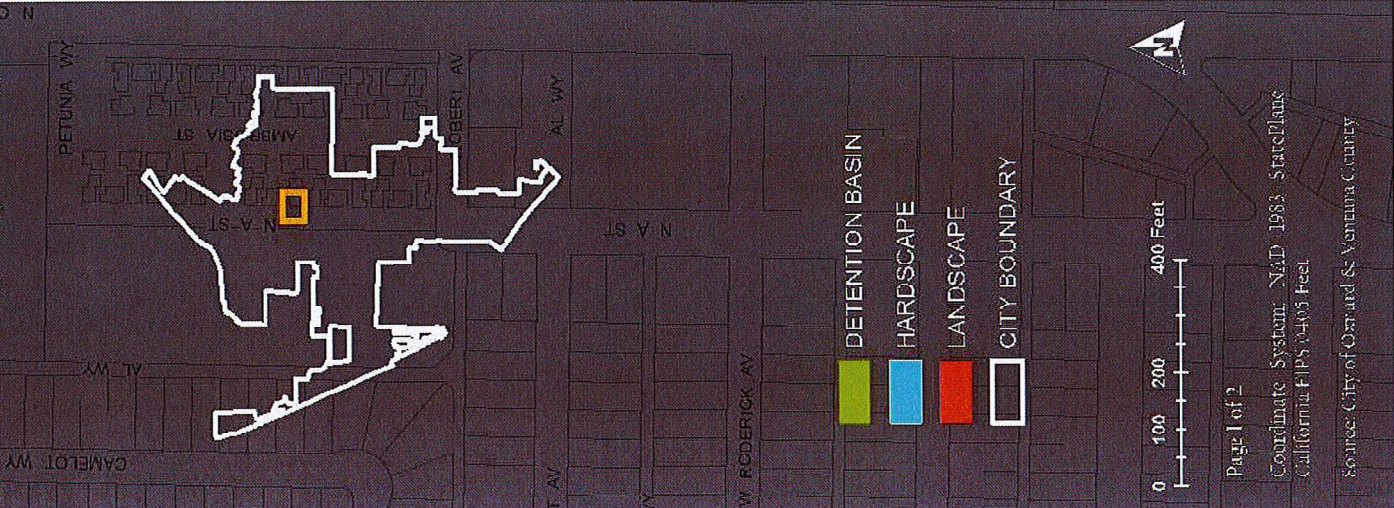 PETUNIA WY
AMBROSIA ST
N A ST
AL WY
CAMELOT WY
AL WY
N A ST
W RODERICK AV
DETENTION BASIN
HARDSCAPE
LANDSCAPE
CITY BOUNDARY
N
0 100 200 400 Feet
Page 1 of 2
Coordinate System: NAD 1983 StatePlane
California FIPS 0405 Feet
Source: City of Oxnard & Ventura County